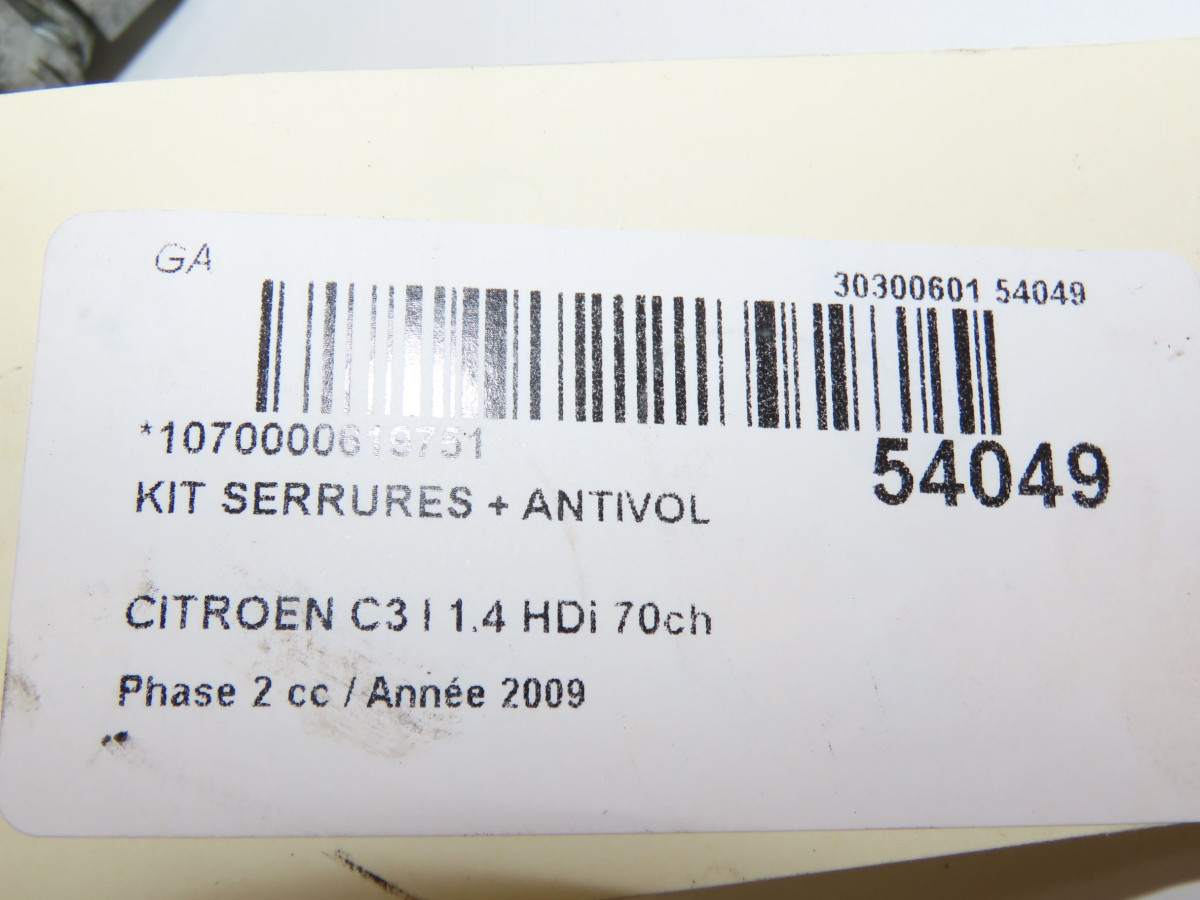 GA
30300601 54049
*1070000619751
54049
KIT SERRURES + ANTIVOL
CITROEN C3 I 1.4 HDi 70ch
Phase 2 cc / Année 2009